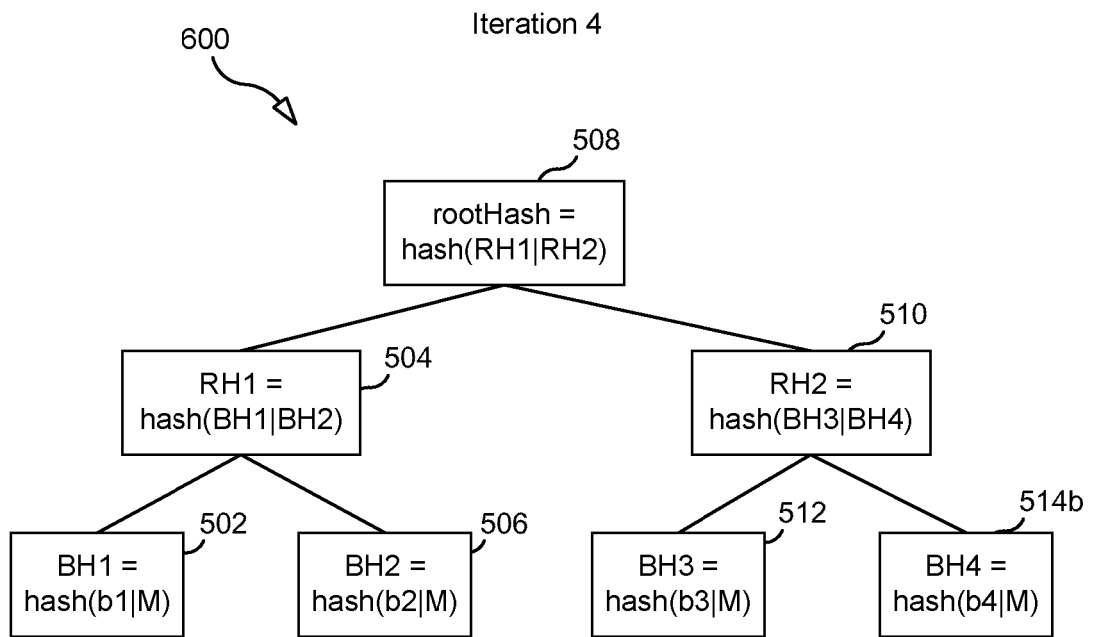 Iteration 4
600
508
rootHash =
hash(RH1|RH2)
504
RH1 =
hash(BH1|BH2)
510
RH2 =
hash(BH3|BH4)
502
BH1 =
hash(b1|M)
506
BH2 =
hash(b2|M)
512
BH3 =
hash(b3|M)
514b
BH4 =
hash(b4|M)